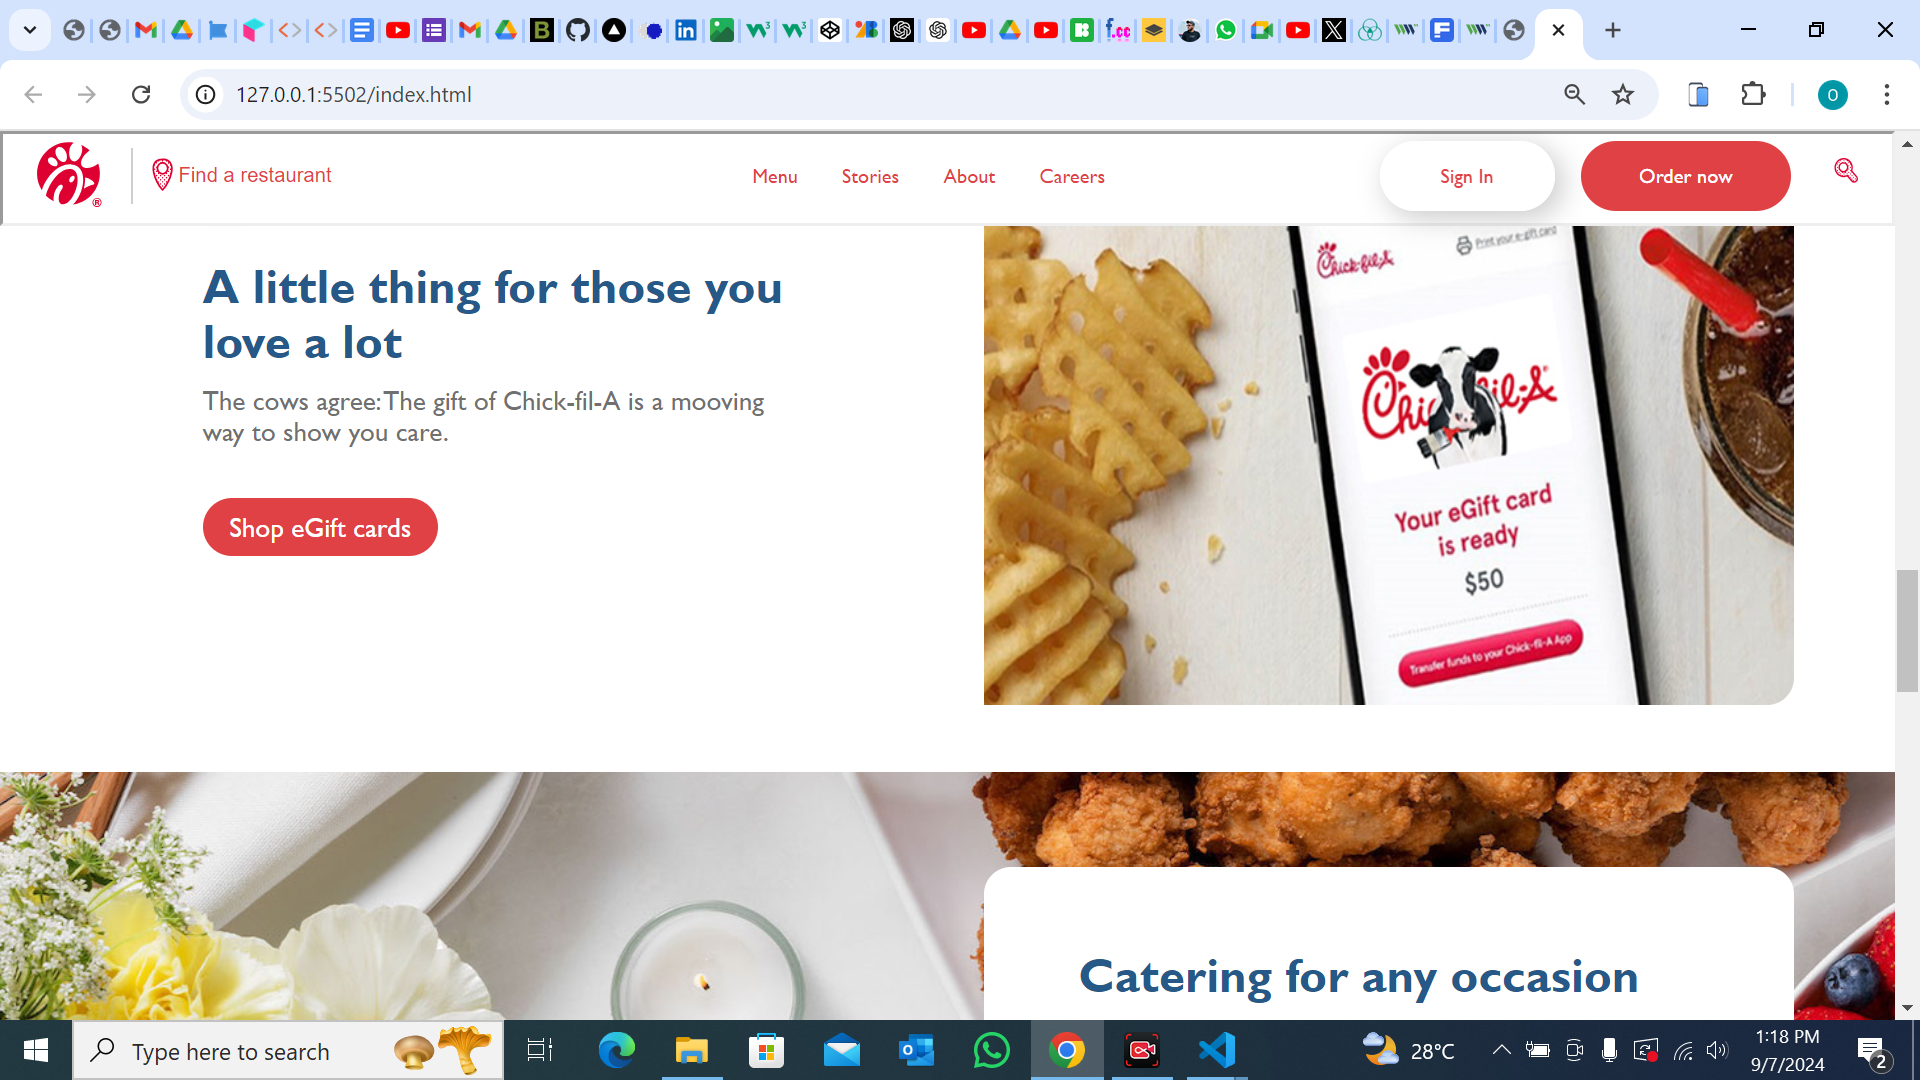 127.0.0.1:5502/index.html
O
Find a restaurant
Menu
Stories
About
Careers
Sign In
Order now
A little thing for those you
love a lot
The cows agree: The gift of Chick-fil-A is a mooving
way to show you care.
Shop eGift cards
Chick-fil-A
Print your e-gift card
Your eGift card
is ready
$50
Transfer funds to your Chick-fil-A App
Catering for any occasion
Type here to search
28°C
1:18 PM
9/7/2024
2